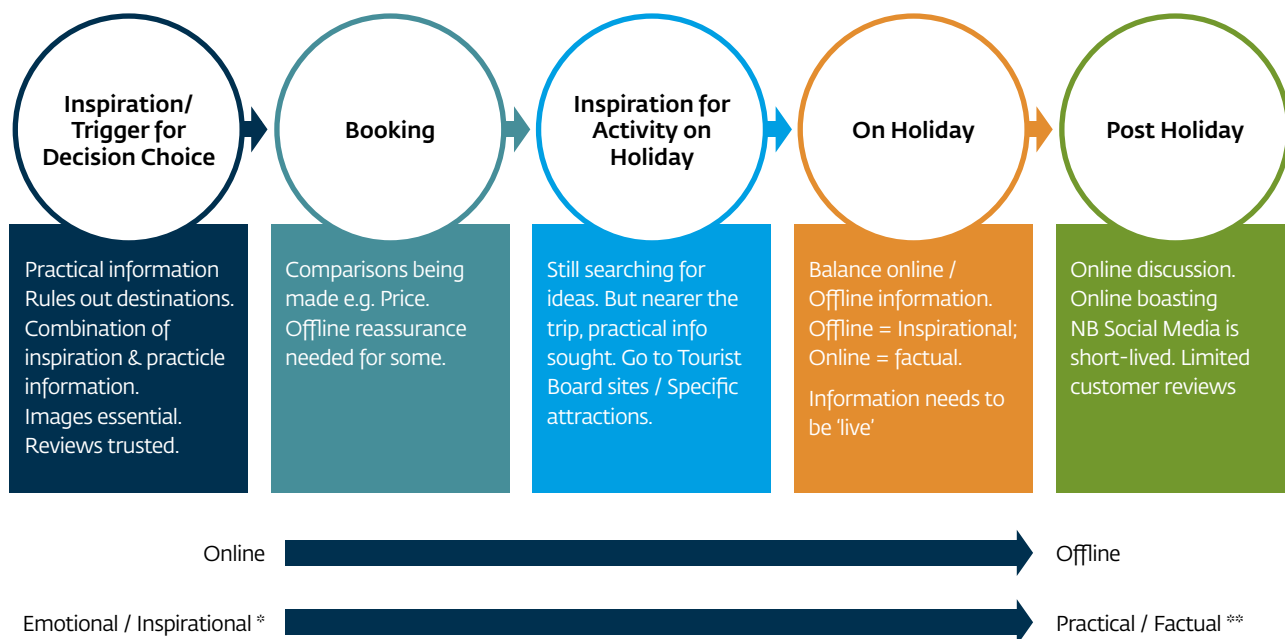 Inspiration/
Trigger for
Decision Choice
Booking
Inspiration for
Activity on
Holiday
On Holiday
Post Holiday
Practical information
Rules out destinations.
Combination of
inspiration & practicle
information.
Images essential.
Reviews trusted.
Comparisons being
made e.g. Price.
Offline reassurance
needed for some.
Still searching for
ideas. But nearer the
trip, practical info
sought. Go to Tourist
Board sites / Specific
attractions.
Balance online /
Offline information.
Offline = Inspirational;
Online = factual.
Information needs to
be ‘live’
Online discussion.
Online boasting
NB Social Media is
short-lived. Limited
customer reviews
Online
Offline
Emotional / Inspirational *
Practical / Factual **